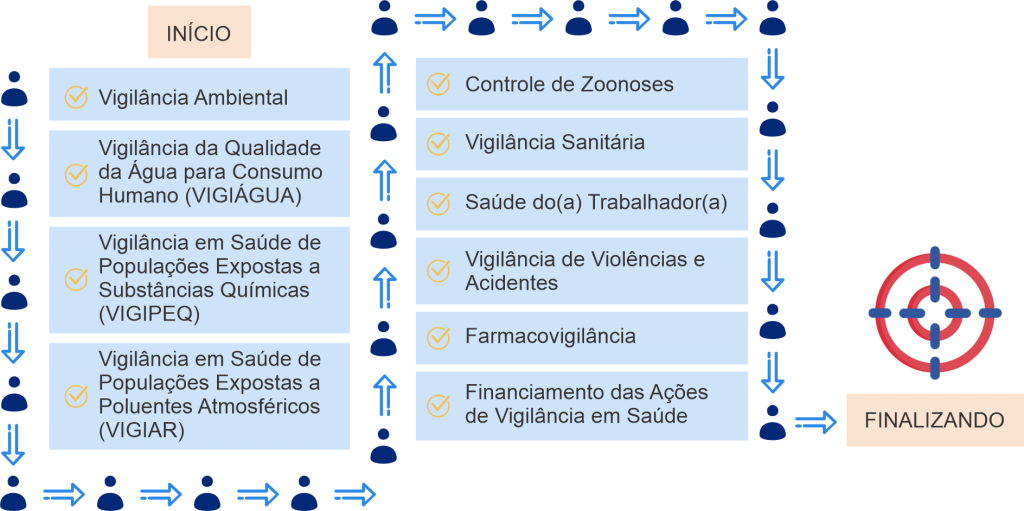 INÍCIO
Vigilância Ambiental
Vigilância da Qualidade
da Água para Consumo
Humano (VIGIÁGUA)
Vigilância em Saúde de
Populações Expostas a
Substâncias Químicas
(VIGIPEQ)
Vigilância em Saúde de
Populações Expostas a
Poluentes Atmosféricos
(VIGIAR)
Controle de Zoonoses
Vigilância Sanitária
Saúde do(a) Trabalhador(a)
Vigilância de Violências e
Acidentes
Farmacovigilância
Financiamento das Ações
de Vigilância em Saúde
FINALIZANDO